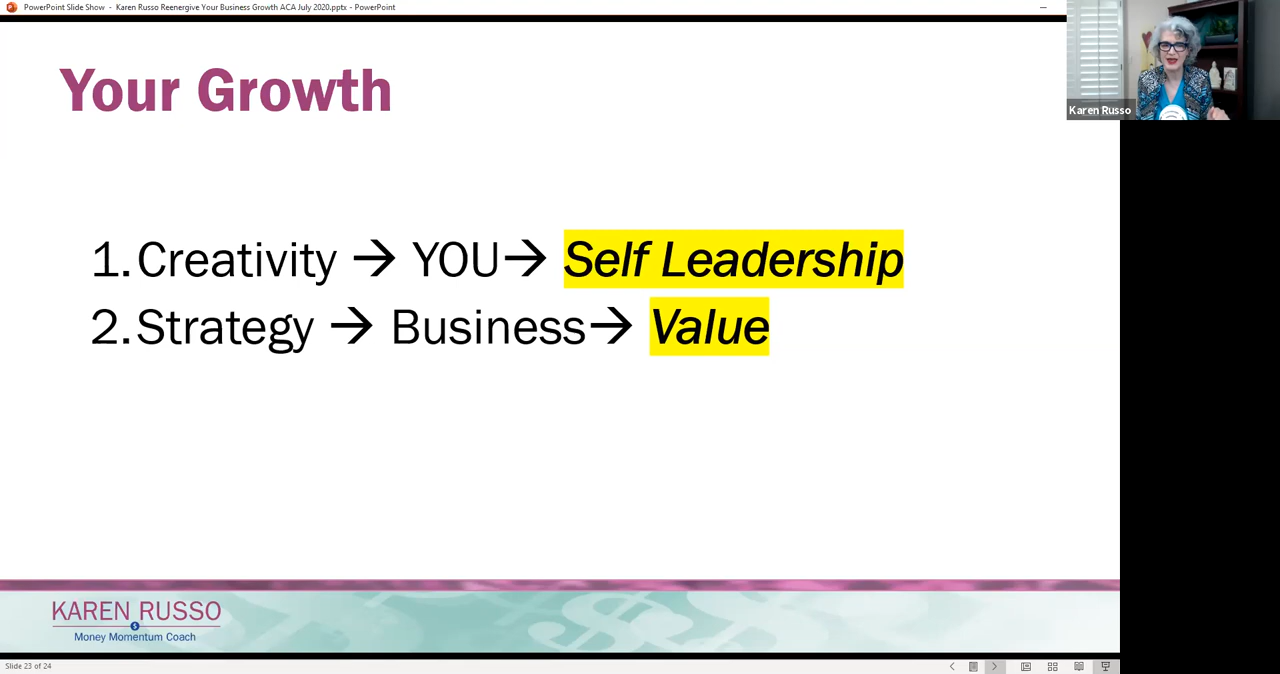 PowerPoint Slide Show - Karen Russo Reenergive Your Business Growth ACA July 2020.pptx - PowerPoint
Karen Russo
Your Growth
1. Creativity → YOU→ Self Leadership
2. Strategy → Business→ Value
KAREN RUSSO
Money Momentum Coach
Slide 23 of 24